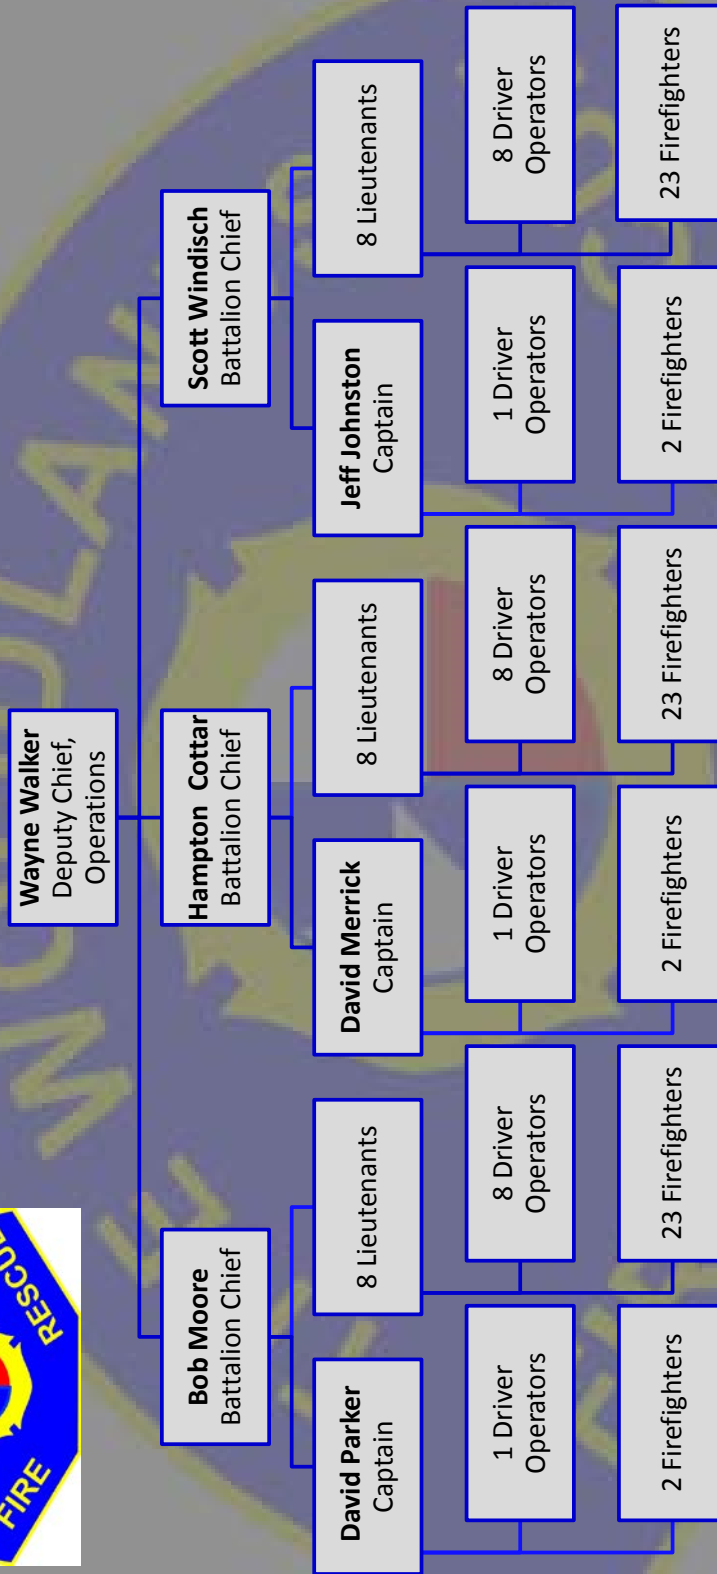 Wayne Walker
Deputy Chief,
Operations
Bob Moore
Battalion Chief
Hampton Cottar
Battalion Chief
Scott Windisch
Battalion Chief
David Parker
Captain
8 Lieutenants
David Merrick
Captain
8 Lieutenants
Jeff Johnston
Captain
8 Lieutenants
1 Driver
Operators
8 Driver
Operators
1 Driver
Operators
8 Driver
Operators
1 Driver
Operators
8 Driver
Operators
2 Firefighters
23 Firefighters
2 Firefighters
23 Firefighters
2 Firefighters
23 Firefighters
FIRE
RESCUE